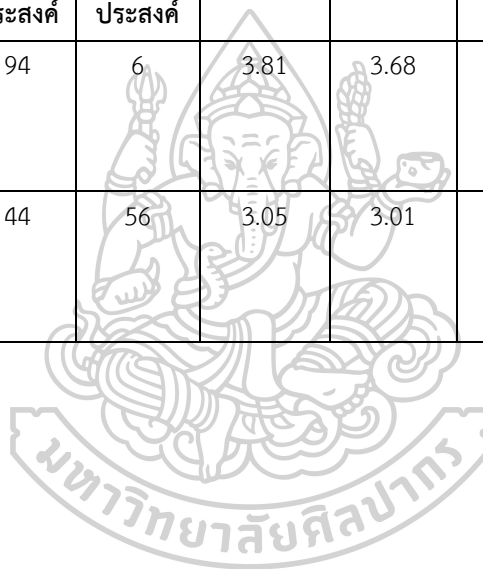 ประสงค์ ประสงค์
94 6 3.81 3.68
44 56 3.05 3.01
มหาวิทยาลัยศิลปากร